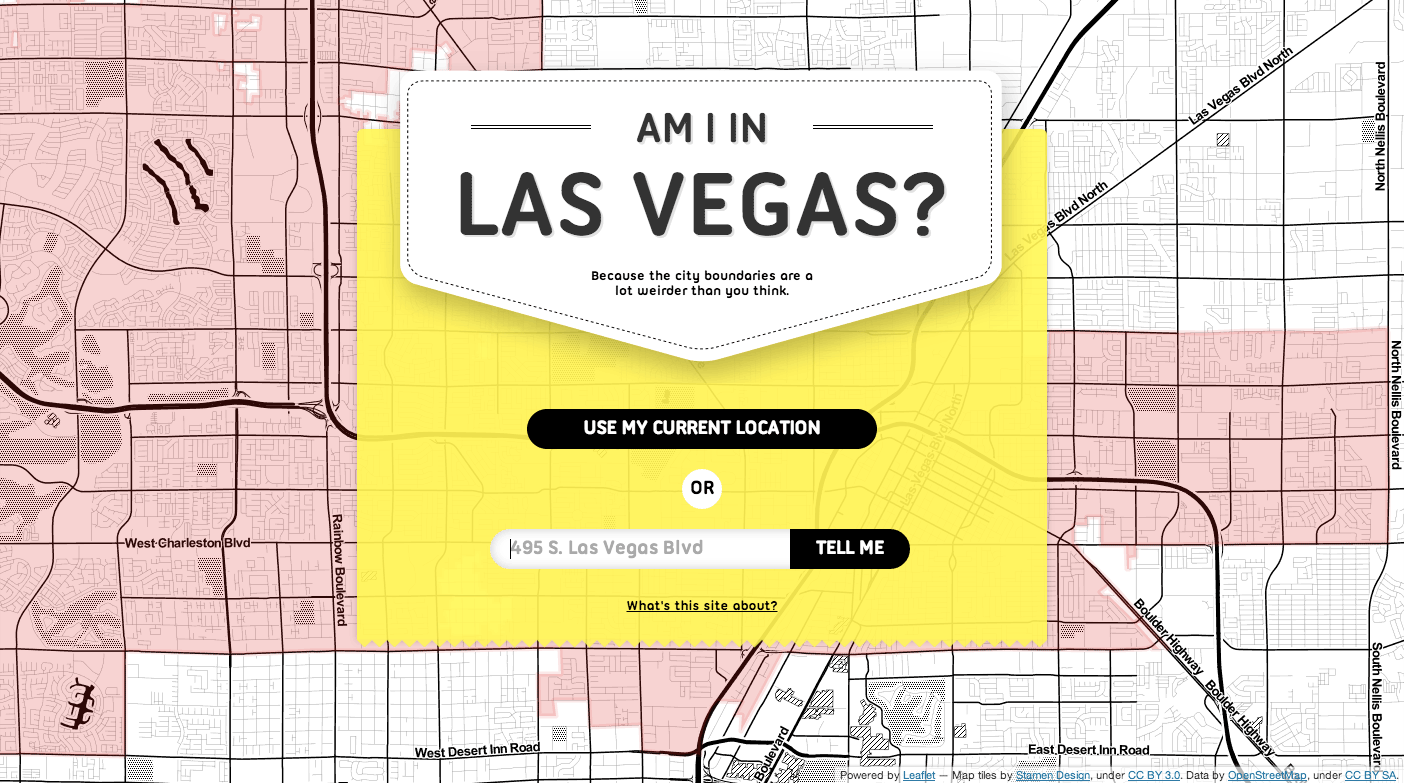 AM I IN
LAS VEGAS?
Because the city boundaries are a
lot weirder than you think.
USE MY CURRENT LOCATION
OR
495 S. Las Vegas Blvd
TELL ME
What's this site about?
Las Vegas Blvd North
North Nellis Boulevard
Las Vegas Blvd North
Las Vegas Blvd North
North Nellis Boulevard
West Charleston Blvd
Rainbow Boulevard
Boulder Highway
Boulder Highway
South Nellis Boulevard
West Desert Inn Road
Boulevard
East Desert Inn Road
Powered by Leaflet — Map tiles by Stamen Design, under CC BY 3.0. Data by OpenStreetMap, under CC BY SA.